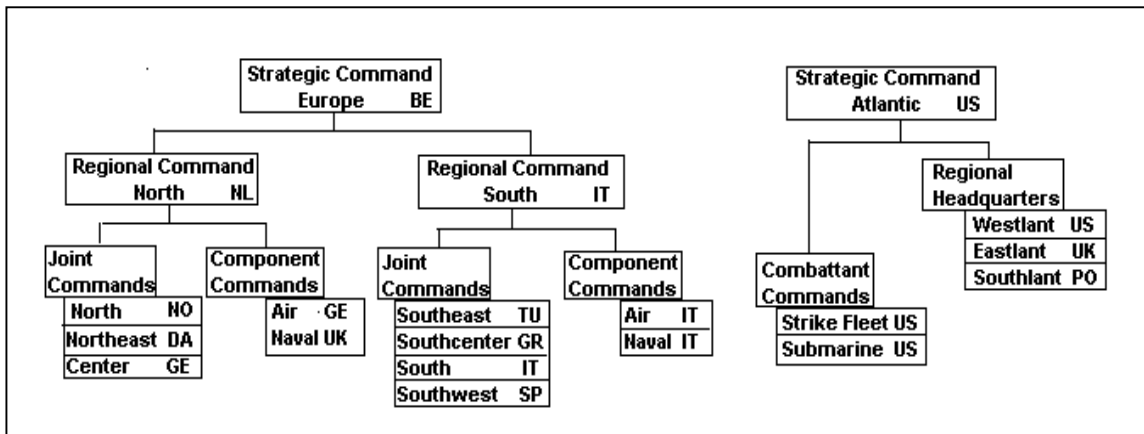 Strategic Command
Europe BE
Regional Command
North NL
Joint
Commands
North NO
Northeast DA
Center GE
Component
Commands
Air GE
Naval UK
Regional Command
South IT
Joint
Commands
Southeast TU
Southcenter GR
South IT
Southwest SP
Component
Commands
Air IT
Naval IT
Strategic Command
Atlantic US
Combattant
Commands
Strike Fleet US
Submarine US
Regional
Headquarters
Westlant US
Eastlant UK
Southlant PO